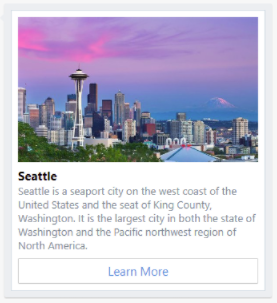 Seattle
Seattle is a seaport city on the west coast of the
United States and the seat of King County,
Washington. It is the largest city in both the state of
Washington and the Pacific northwest region of
North America.
Learn More